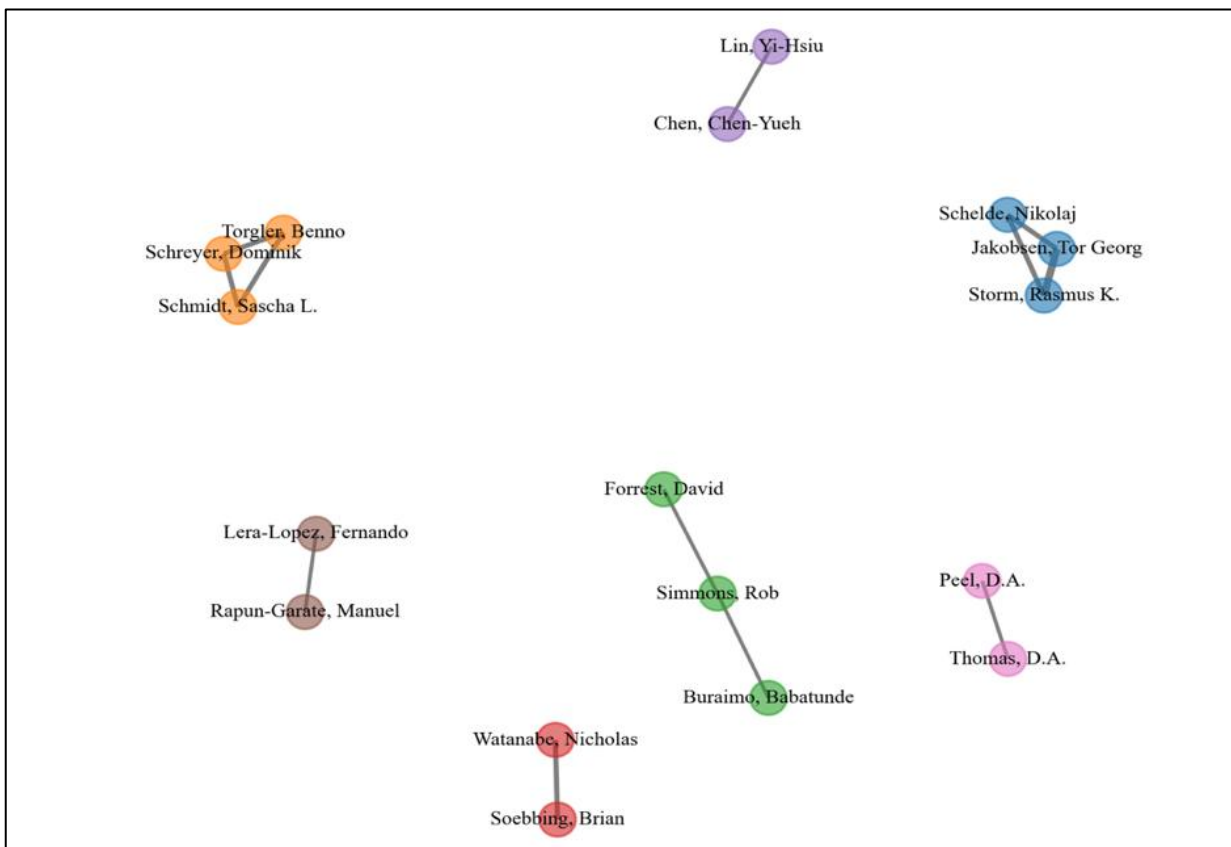 Lin, Yi-Hsiu
Chen, Chen-Yueh
Schelde, Nikolaj
Jakobsen, Tor Georg
Storm, Rasmus K.
Torgler, Benno
Schreyer, Dominik
Schmidt, Sascha L.
Forrest, David
Simmons, Rob
Buraimo, Babatunde
Lera-Lopez, Fernando
Rapun-Garate, Manuel
Peel, D.A.
Thomas, D.A.
Watanabe, Nicholas
Soebbing, Brian